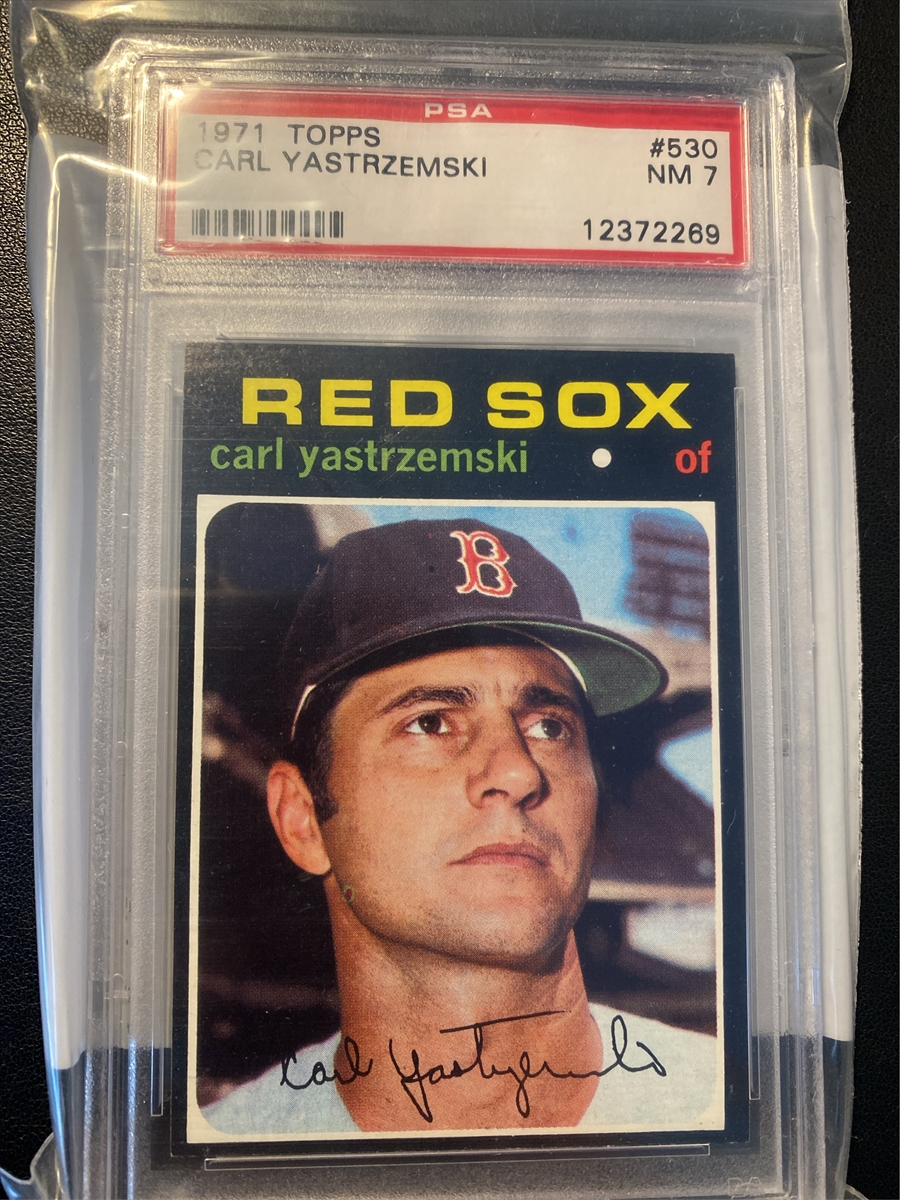 PSA
1971 TOPPS #530
CARL YASTRZEMSKI NM 7
12372269
RED SOX
carl yastrzemski of
B
Carl Yastrzemski